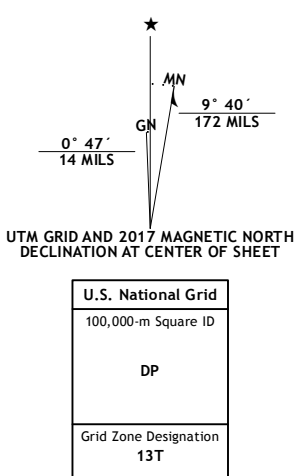 ★
MN
9° 40´
172 MILS
GN
0° 47´
14 MILS
UTM GRID AND 2017 MAGNETIC NORTH
DECLINATION AT CENTER OF SHEET
U.S. National Grid
100,000-m Square ID
DP
Grid Zone Designation
13T